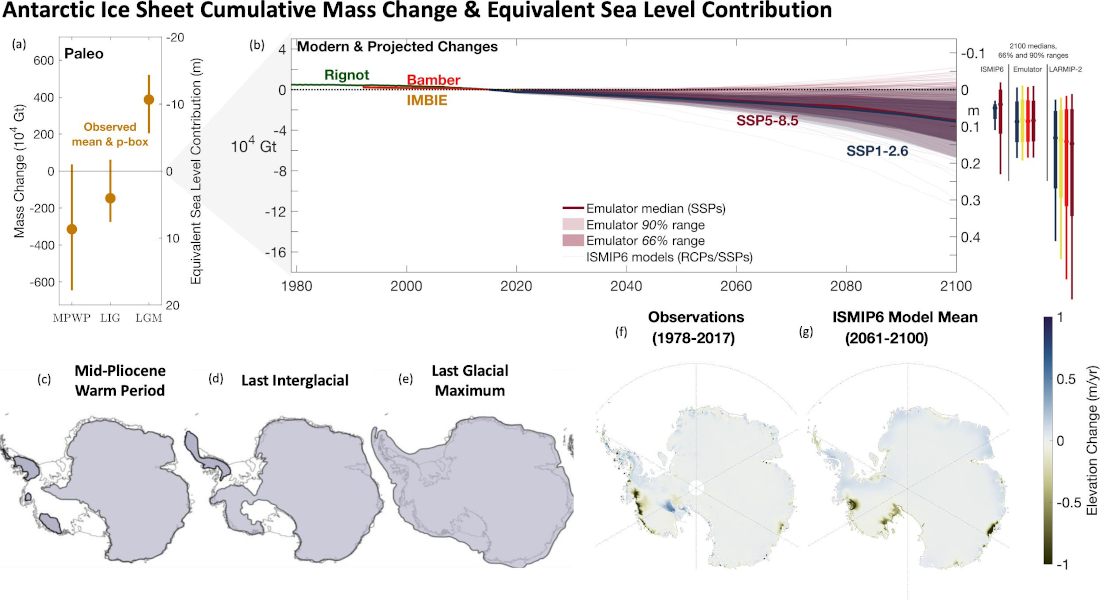 Antarctic Ice Sheet Cumulative Mass Change & Equivalent Sea Level Contribution
(a)
Paleo
Mass Change (10⁴ Gt)
600
400
200
0
-200
-400
-600
MPWP LIG LGM
Observed
mean & p-box
-20
-10
0
10
20
Equivalent Sea Level Contribution (m)
(b)
Modern & Projected Changes
4
0
-4
10⁴ Gt
-8
-12
-16
Rignot
Bamber
IMBIE
SSP5-8.5
SSP1-2.6
Emulator median (SSPs)
Emulator 90% range
Emulator 66% range
ISMIP6 models (RCPs/SSPs)
1980 2000 2020 2040 2060 2080 2100
-0.1
0
m
0.1
0.2
0.3
0.4
2100 medians,
66% and 90% ranges
ISMIP6 Emulator LARMIP-2
(c) Mid-Pliocene
Warm Period
(d) Last Interglacial
(e) Last Glacial
Maximum
(f) Observations
(1978-2017)
(g) ISMIP6 Model Mean
(2061-2100)
1
0.5
0
-0.5
-1
Elevation Change (m/yr)